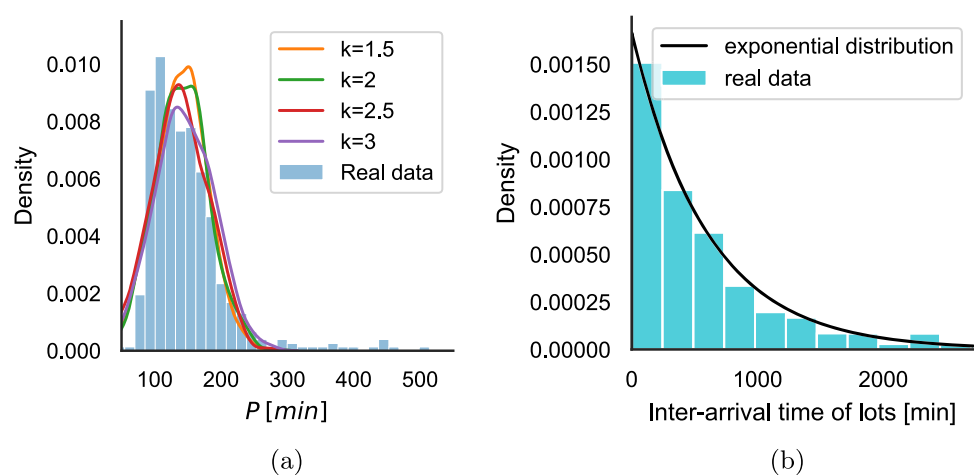 0.010
0.008
0.006
0.004
0.002
0.000
Density
100 200 300 400 500
P [min]
k=1.5
k=2
k=2.5
k=3
Real data
(a)
0.00150
0.00125
0.00100
0.00075
0.00050
0.00025
0.00000
Density
0 1000 2000
Inter-arrival time of lots [min]
exponential distribution
real data
(b)